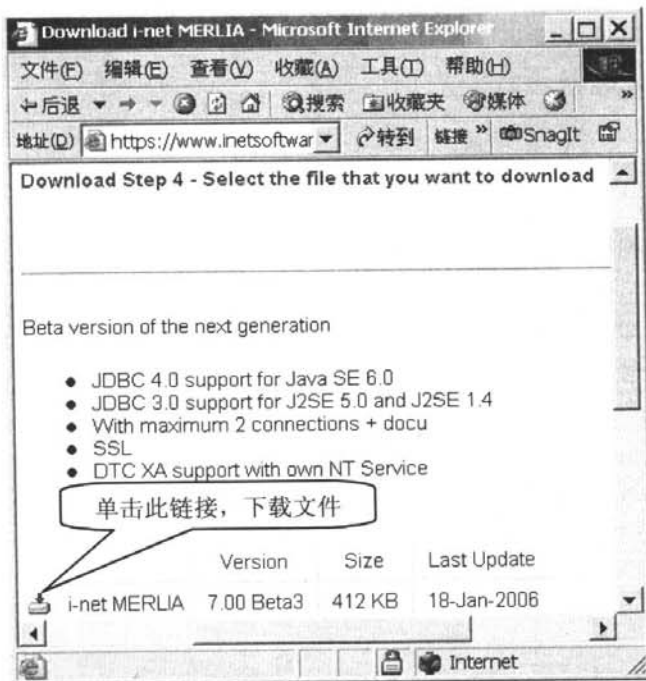 Download i-net MERLIA - Microsoft Internet Explorer
文件(F) 编辑(E) 查看(V) 收藏(A) 工具(T) 帮助(H)
后退 搜索 收藏夹 媒体 »
地址(D) https://www.inetsoftwar 转到 链接 » SnagIt
Download Step 4 - Select the file that you want to download
Beta version of the next generation
● JDBC 4.0 support for Java SE 6.0
● JDBC 3.0 support for J2SE 5.0 and J2SE 1.4
● With maximum 2 connections + docu
● SSL
● DTC XA support with own NT Service
单击此链接，下载文件
Version Size Last Update
i-net MERLIA 7.00 Beta3 412 KB 18-Jan-2006
Internet